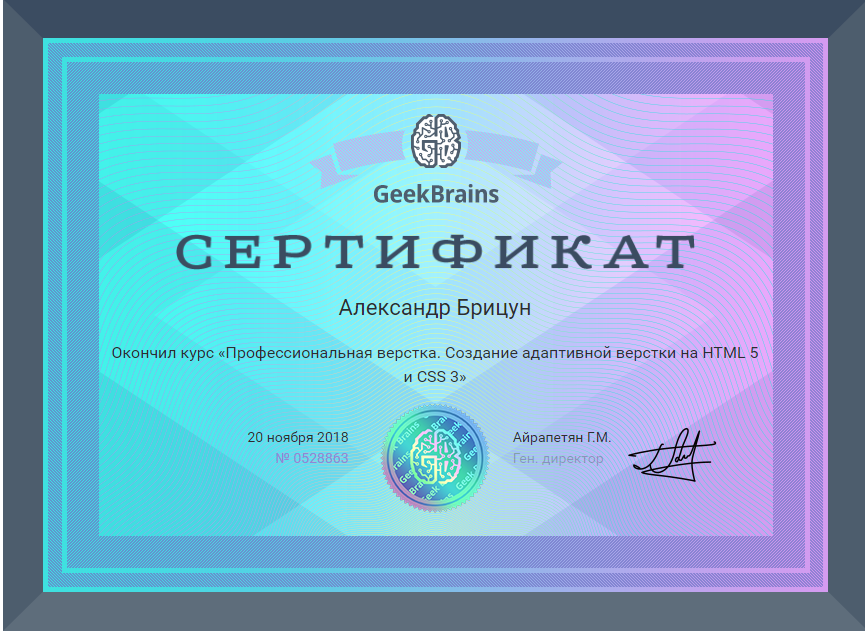 GeekBrains
СЕРТИФИКАТ
Александр Брицун
Окончил курс «Профессиональная верстка. Создание адаптивной верстки на HTML 5
и CSS 3»
20 ноября 2018
№ 0528863
Айрапетян Г.М.
Ген. директор